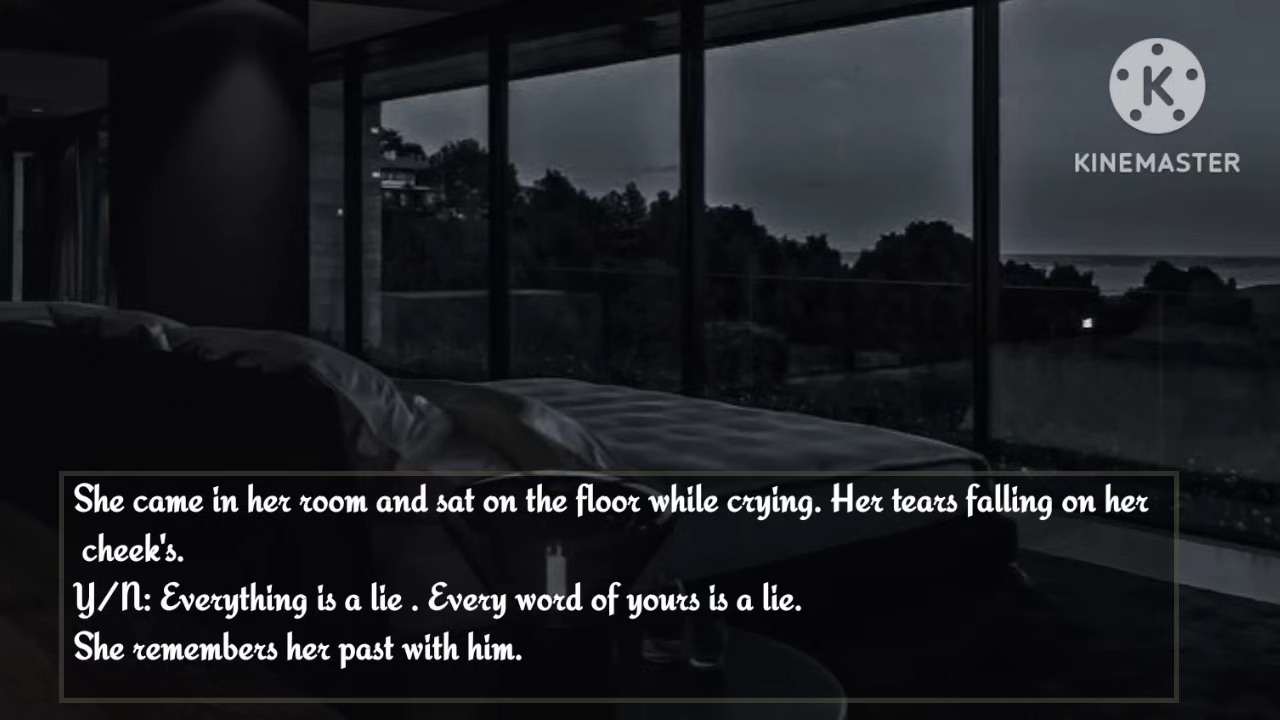 KINEMASTER
She came in her room and sat on the floor while crying. Her tears falling on her
cheek's.
Y/N: Everything is a lie . Every word of yours is a lie.
She remembers her past with him.